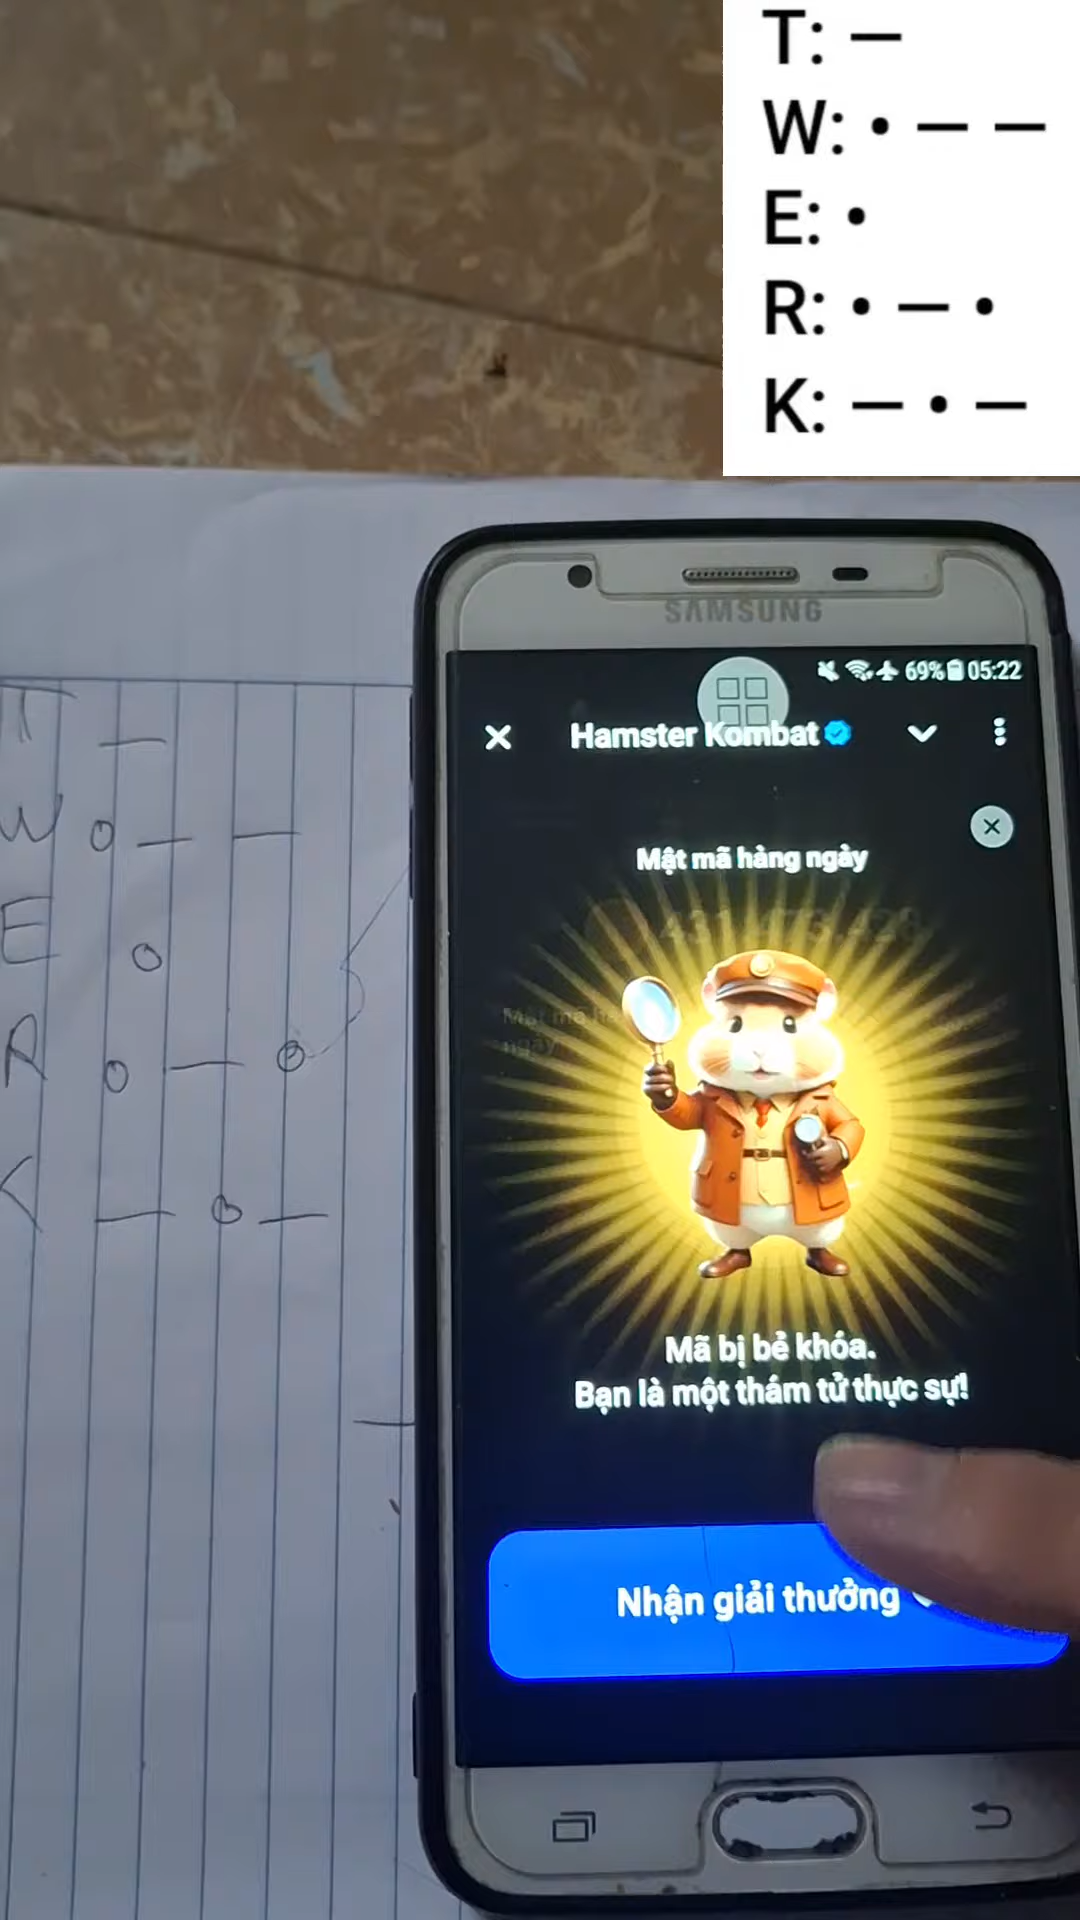 T: —
W: • — —
E: •
R: • — •
K: — • —
SAMSUNG
69% 05:22
Hamster Kombat
Mật mã hàng ngày
Mã bị bẻ khóa.
Bạn là một thám tử thực sự!
Nhận giải thưởng
T —
W o — —
E o
R o — o
K — o —